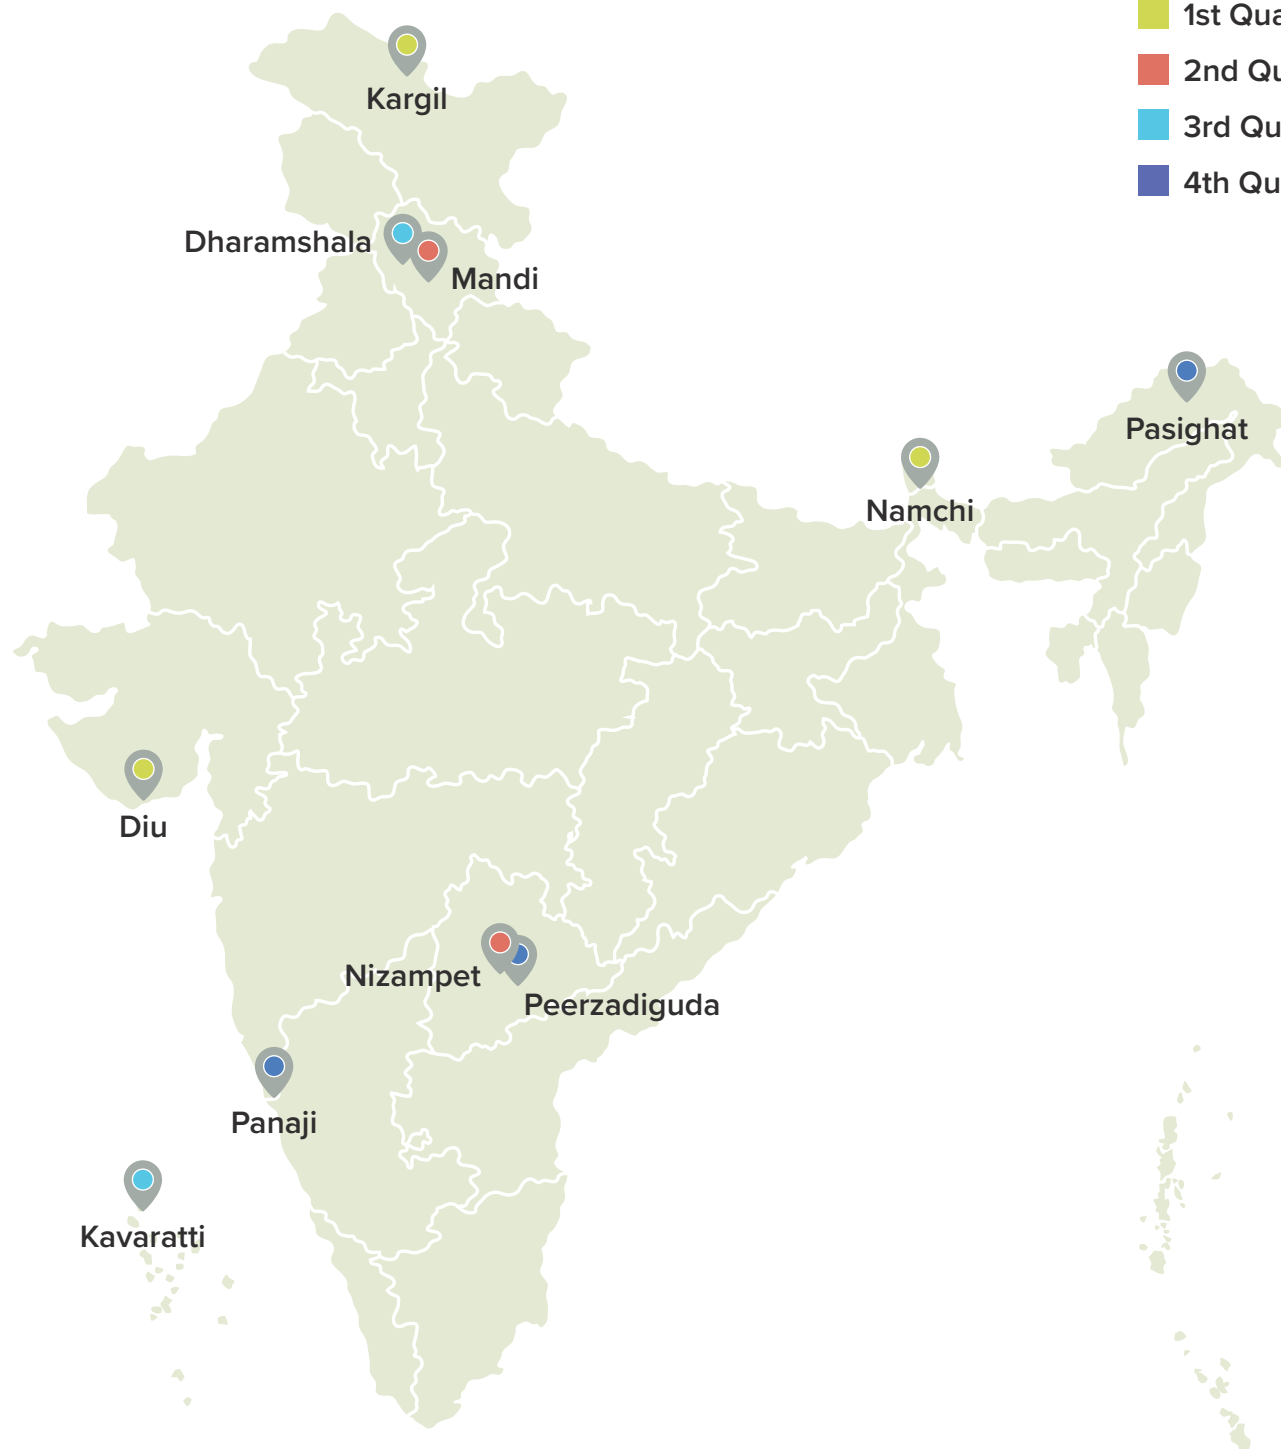 1st Qua
2nd Qu
3rd Qu
4th Qu
Kargil
Dharamshala
Mandi
Pasighat
Namchi
Diu
Nizampet
Peerzadiguda
Panaji
Kavaratti